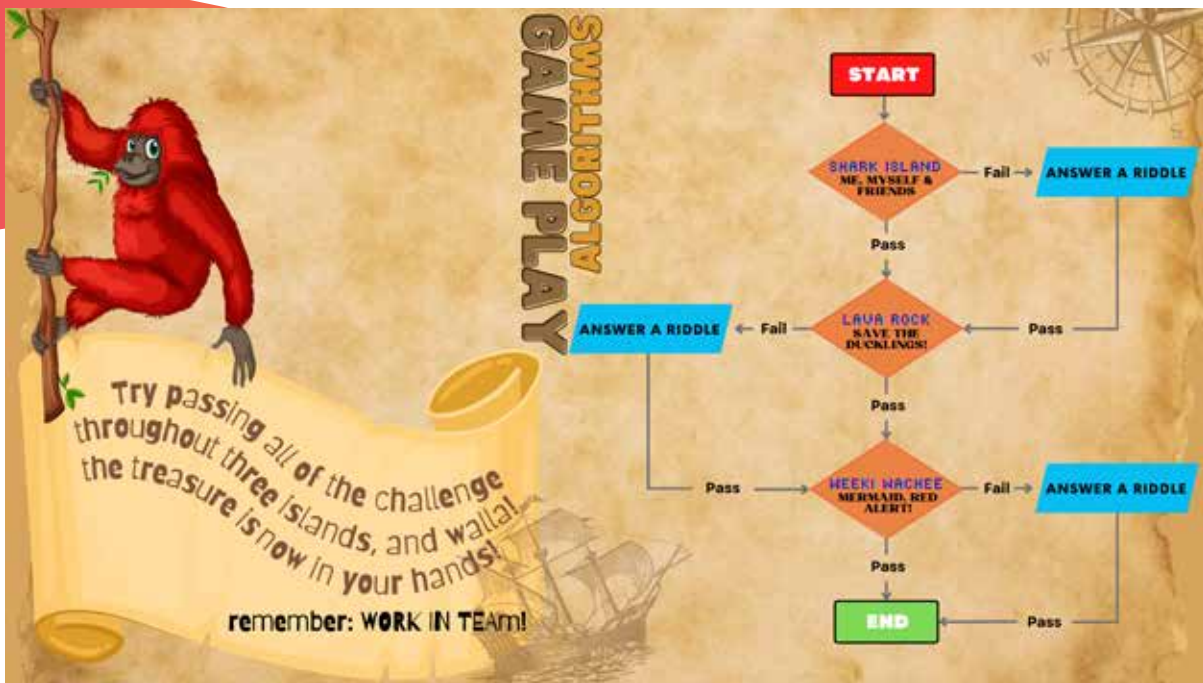 GAME PLAY
ALGORITHMS
Try passing all of the challenge
throughout three islands, and walla!
the treasure is now in your hands!
remember: WORK IN TEAm!
START
SHARK ISLAND
ME, MYSELF &
FRIENDS
Fail
ANSWER A RIDDLE
Pass
LAVA ROCK
SAVE THE
DUCKLINGS!
Fail
ANSWER A RIDDLE
Pass
Pass
WEEKI WACHEE
MERMAID, RED
ALERT!
Pass
Fail
ANSWER A RIDDLE
Pass
END
Pass
W
S